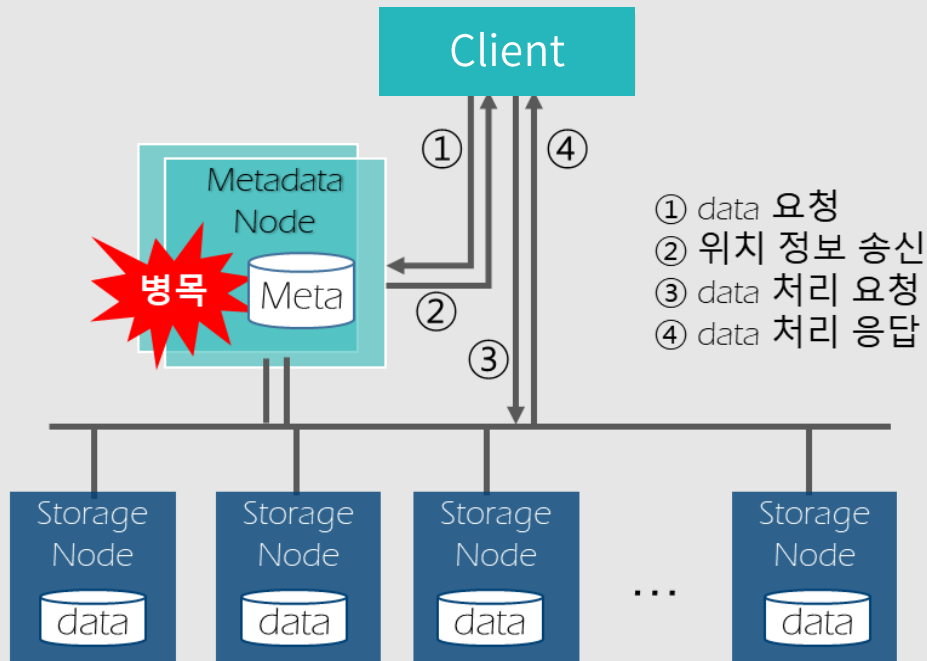 Client
①
④
Metadata
Node
병목
Meta
②
③
① data 요청
② 위치 정보 송신
③ data 처리 요청
④ data 처리 응답
Storage
Node
data
Storage
Node
data
Storage
Node
data
...
Storage
Node
data